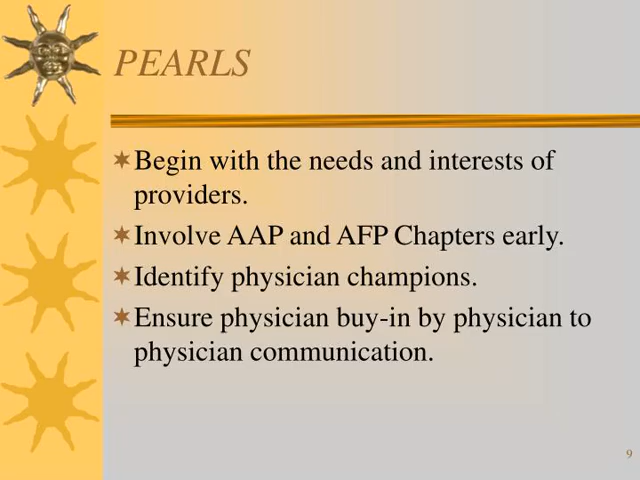 PEARLS
Begin with the needs and interests of
providers.
Involve AAP and AFP Chapters early.
Identify physician champions.
Ensure physician buy-in by physician to
physician communication.
9